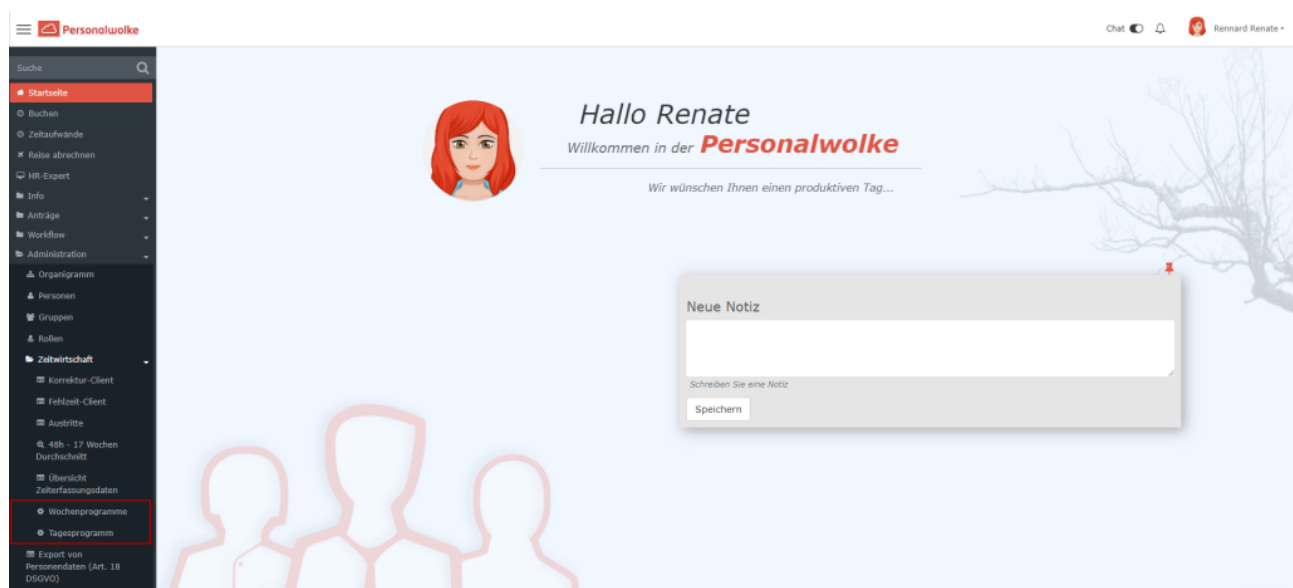 Personalwolke
Chat
Rennard Renate
Suche
Startseite
Buchen
Zeitaufwände
Reise abrechnen
HR-Expert
Info
Anträge
Workflow
Administration
Organigramm
Personen
Gruppen
Rollen
Zeitwirtschaft
Korrektur-Client
Fehlzeit-Client
Austritte
48h - 17 Wochen
Durchschnitt
Übersicht
Zeiterfassungsdaten
Wochenprogramme
Tagesprogramm
Export von
Personendaten (Art. 18
DSGVO)
Hallo Renate
Willkommen in der Personalwolke
Wir wünschen Ihnen einen produktiven Tag...
Neue Notiz
Schreiben Sie eine Notiz
Speichern